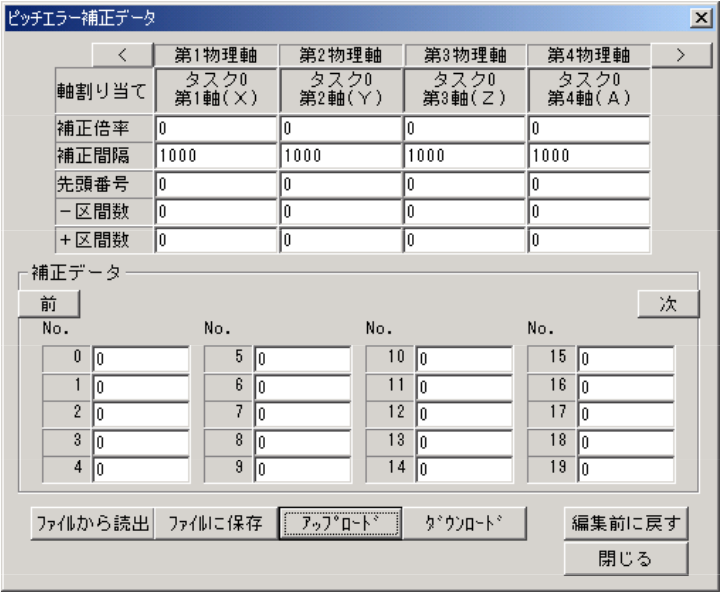 ピッチエラー補正データ
< 第1物理軸 第2物理軸 第3物理軸 第4物理軸 >
軸割り当て タスク0 タスク0 タスク0 タスク0
第1軸(X) 第2軸(Y) 第3軸(Z) 第4軸(A)
補正倍率 0 0 0 0
補正間隔 1000 1000 1000 1000
先頭番号 0 0 0 0
－区間数 0 0 0 0
＋区間数 0 0 0 0
補正データ
前 次
No. No. No. No.
0 0 5 0 10 0 15 0
1 0 6 0 11 0 16 0
2 0 7 0 12 0 17 0
3 0 8 0 13 0 18 0
4 0 9 0 14 0 19 0
ﾌｧｲﾙから読出 ﾌｧｲﾙに保存 ｱｯﾌﾟﾛｰﾄﾞ ﾀﾞｳﾝﾛｰﾄﾞ 編集前に戻す
閉じる